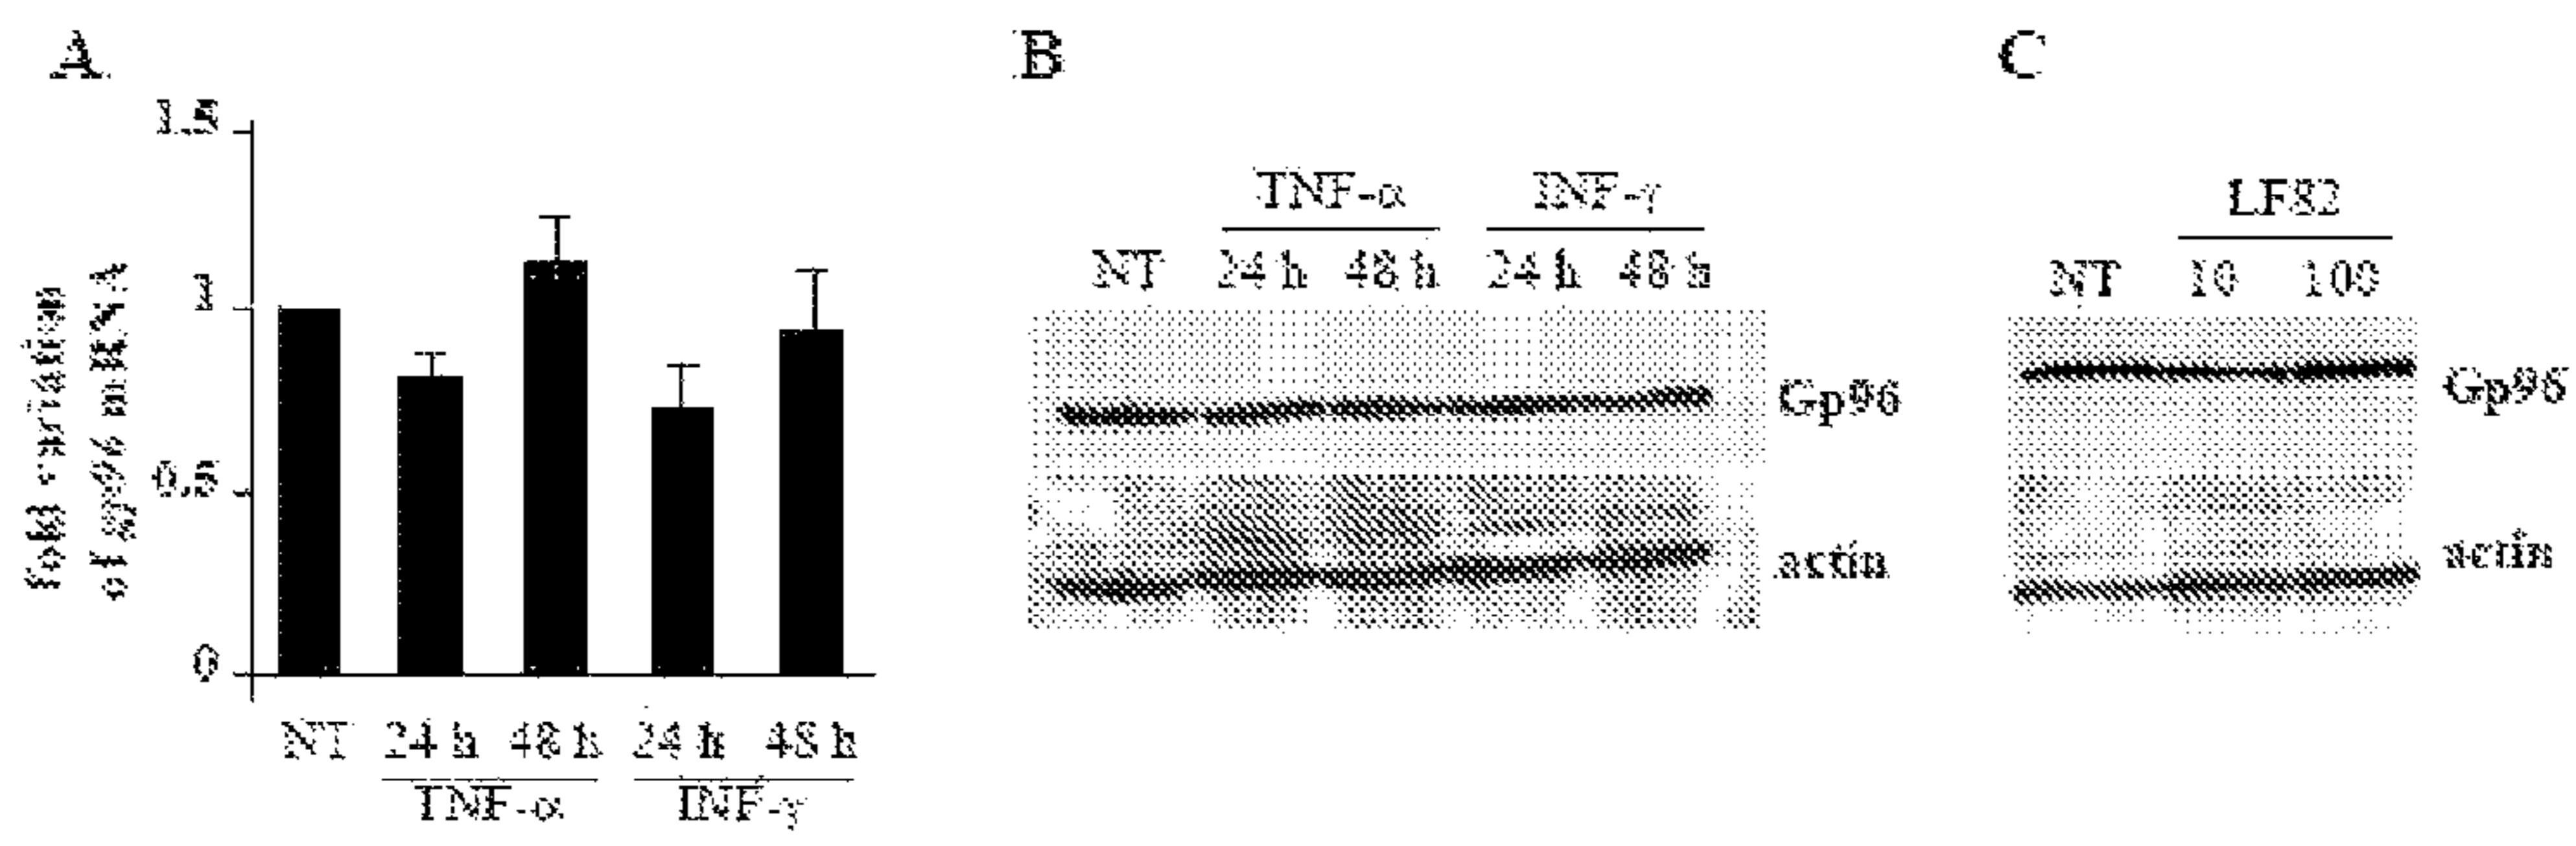 A
1.5
1
0.5
0
fold variation
of gp96 mRNA
NT 24 h 48 h 24 h 48 h
TNF-α INF-γ
B
TNF-α INF-γ
NT 24 h 48 h 24 h 48 h
Gp96
actin
C
LF82
NT 10 100
Gp96
actin